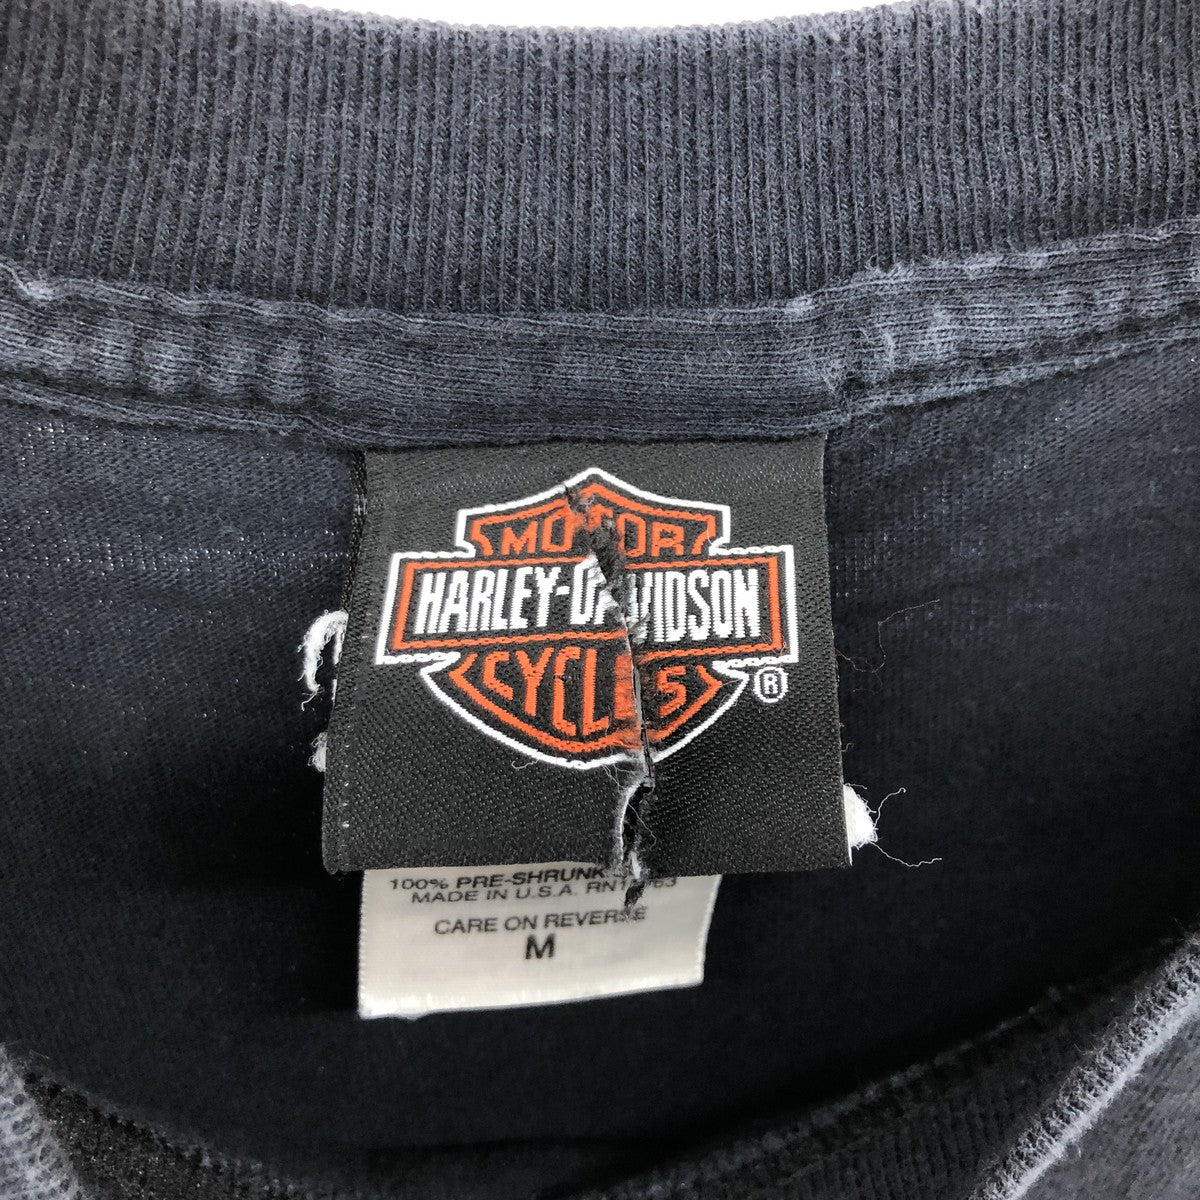 MOTOR
HARLEY-DAVIDSON
CYCLES
®
100% PRE-SHRUNK
MADE IN U.S.A.
CARE ON REVERSE
M